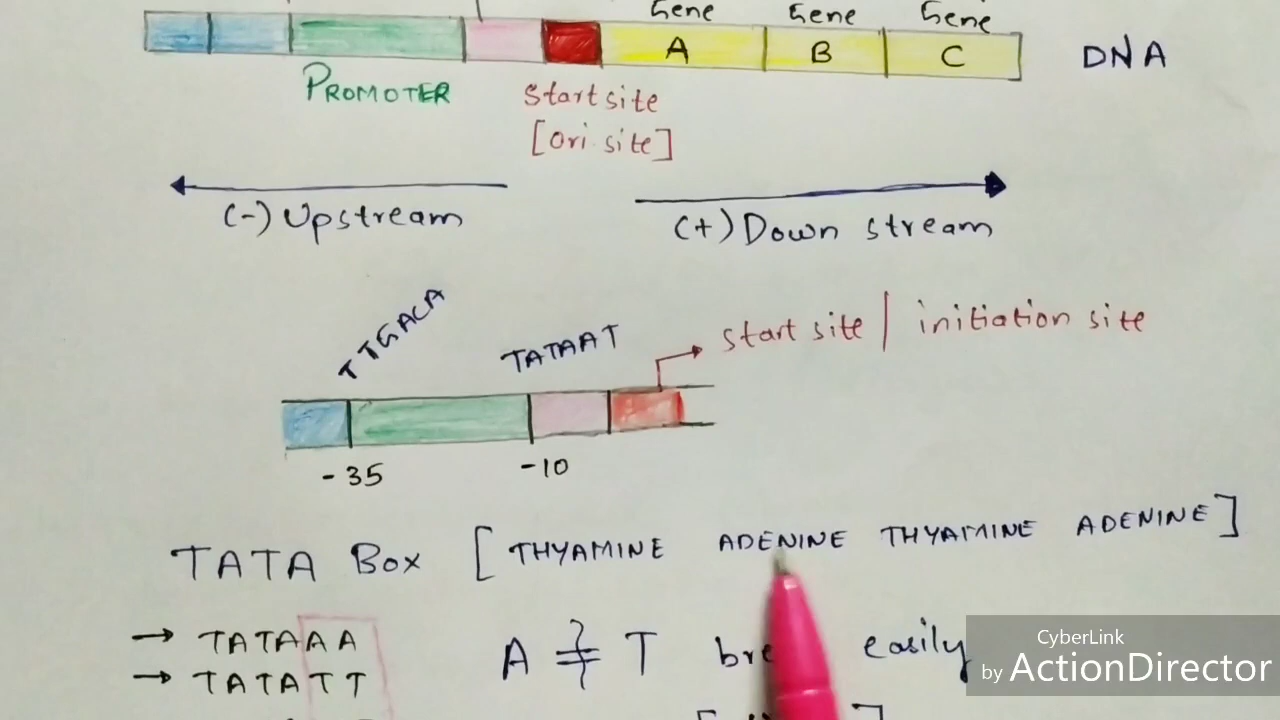 Gene Gene Gene
A B C DNA
PROMOTER
Start site
[Ori site]
(-) Upstream
(+) Down stream
TTGACA
TATAAT
start site | initiation site
-35 -10
TATA Box [THYAMINE ADENINE THYAMINE ADENINE]
→ TATAAA
→ TATATT
A T easily
CyberLink
by ActionDirector